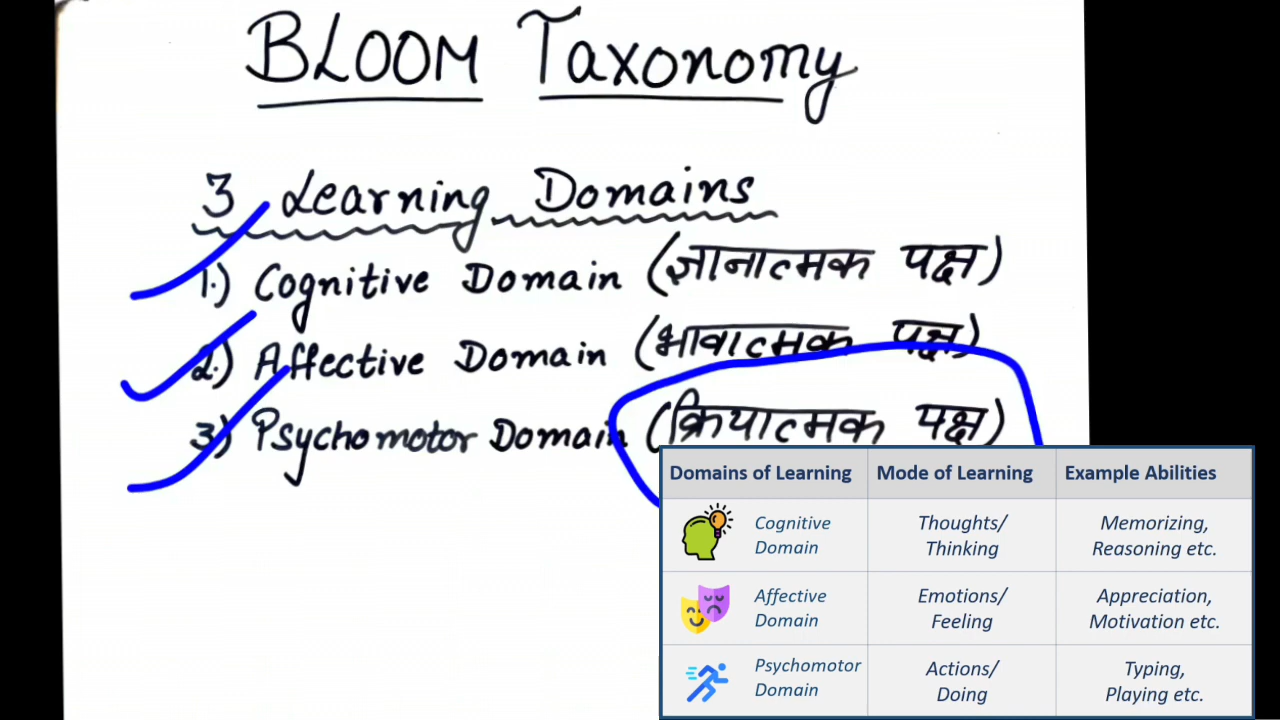 BLOOM Taxonomy
3 Learning Domains
1.) Cognitive Domain (ज्ञानात्मक पक्ष)
2.) Affective Domain (भावात्मक पक्ष)
3) Psychomotor Domain (क्रियात्मक पक्ष)
Domains of Learning Mode of Learning Example Abilities
Cognitive Domain
Thoughts/ Thinking
Memorizing, Reasoning etc.
Affective Domain
Emotions/ Feeling
Appreciation, Motivation etc.
Psychomotor Domain
Actions/ Doing
Typing, Playing etc.